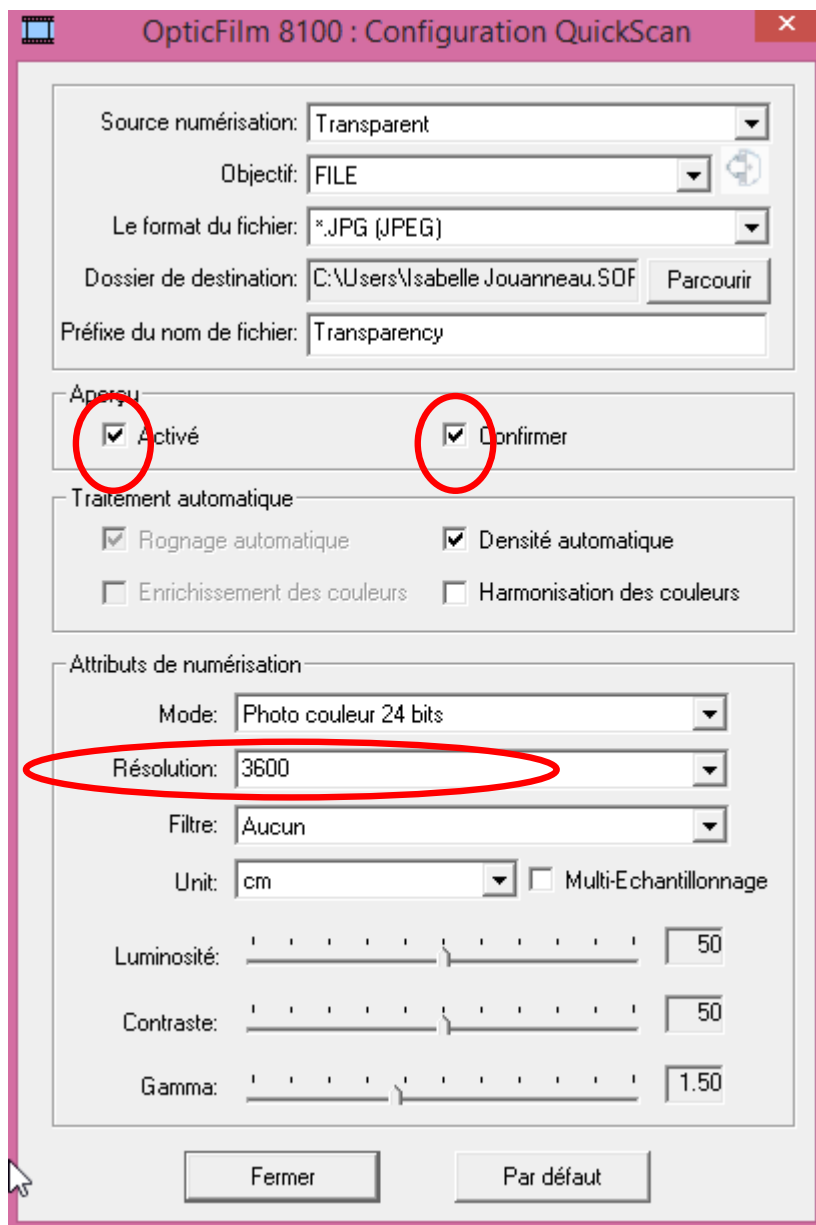 OpticFilm 8100 : Configuration QuickScan
Source numérisation: Transparent
Objectif: FILE
Le format du fichier: *.JPG (JPEG)
Dossier de destination: C:\Users\Isabelle Jouanneau.SOF Parcourir
Préfixe du nom de fichier: Transparency
Aperçu
Activé Confirmer
Traitement automatique
Rognage automatique Densité automatique
Enrichissement des couleurs Harmonisation des couleurs
Attributs de numérisation
Mode: Photo couleur 24 bits
Résolution: 3600
Filtre: Aucun
Unit: cm Multi-Echantillonnage
Luminosité: 50
Contraste: 50
Gamma: 1.50
Fermer Par défaut